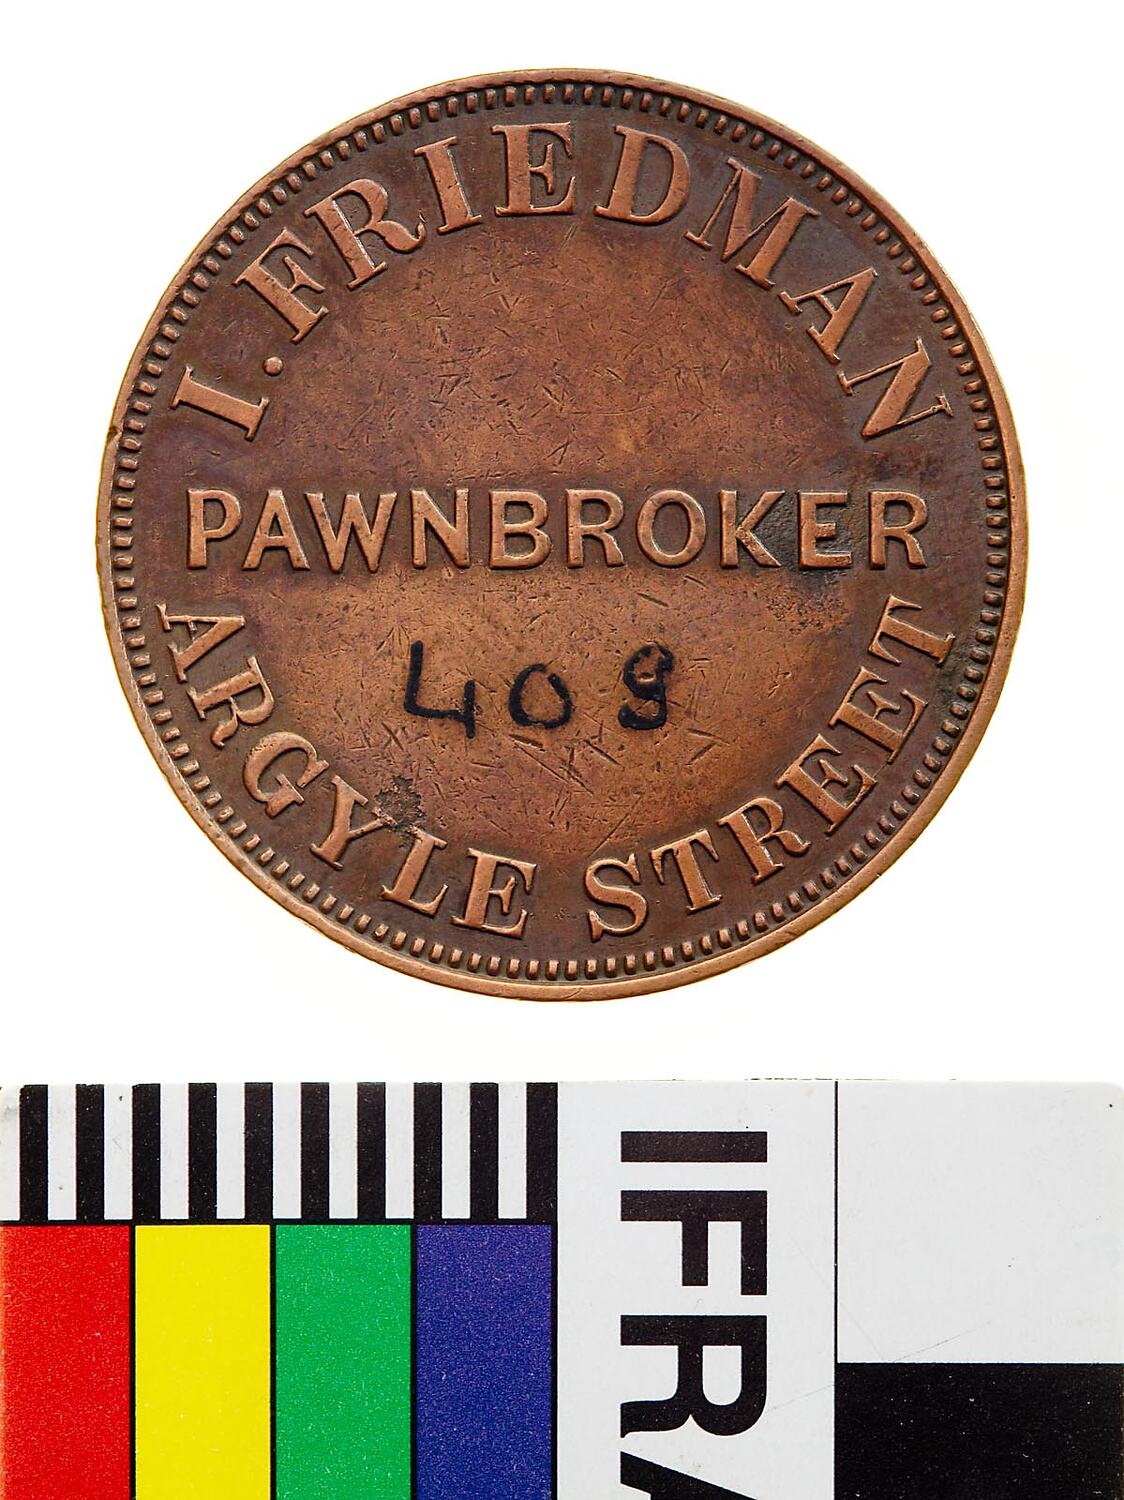 I. FRIEDMAN
PAWNBROKER
409
ARGYLE STREET
IFRA